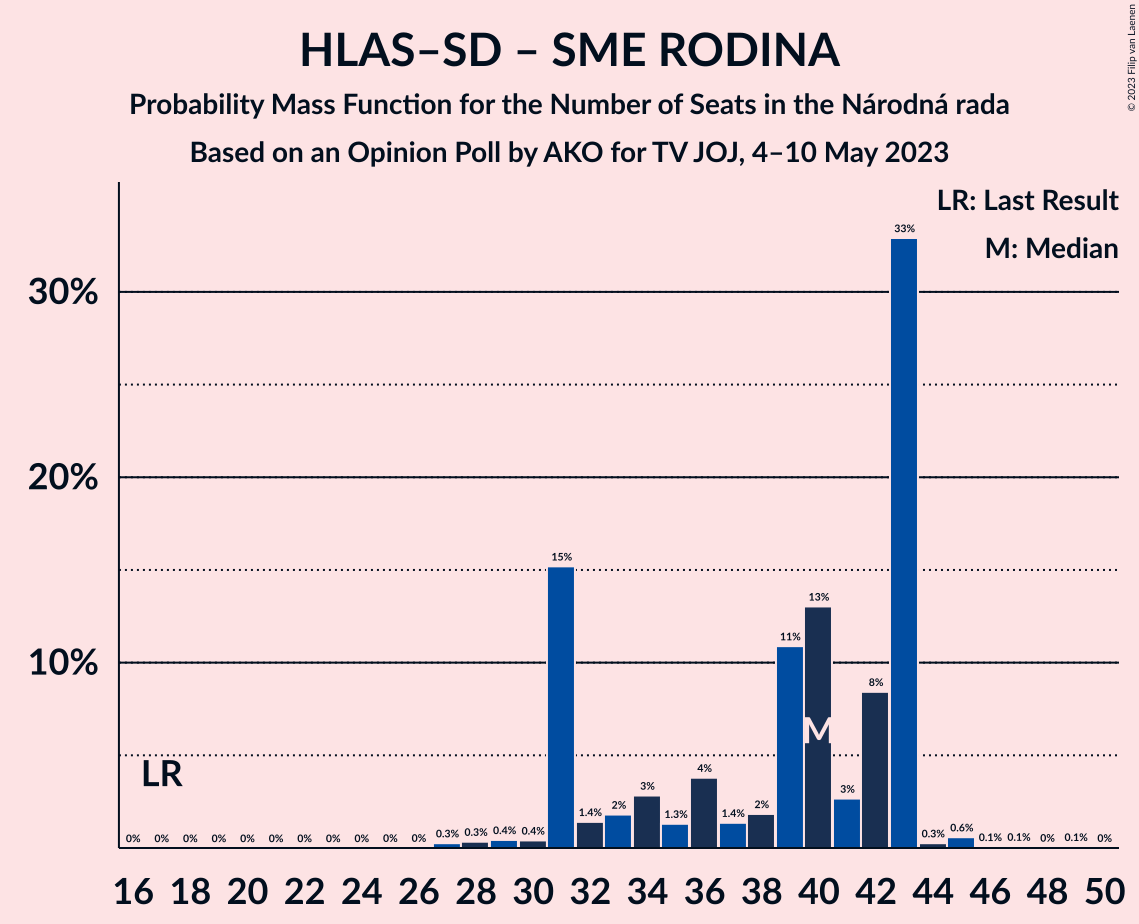 HLAS–SD – SME RODINA
Probability Mass Function for the Number of Seats in the Národná rada
Based on an Opinion Poll by AKO for TV JOJ, 4–10 May 2023
© 2023 Filip van Laenen
LR: Last Result
M: Median
30%
20%
10%
33%
15%
13%
11%
8%
4%
3%
3%
2%
2%
1.4%
1.3%
1.4%
M
LR
0% 0% 0% 0% 0% 0% 0% 0% 0% 0% 0% 0.3% 0.3% 0.4% 0.4% 0.3% 0.6% 0.1% 0.1% 0% 0.1% 0%
16 18 20 22 24 26 28 30 32 34 36 38 40 42 44 46 48 50